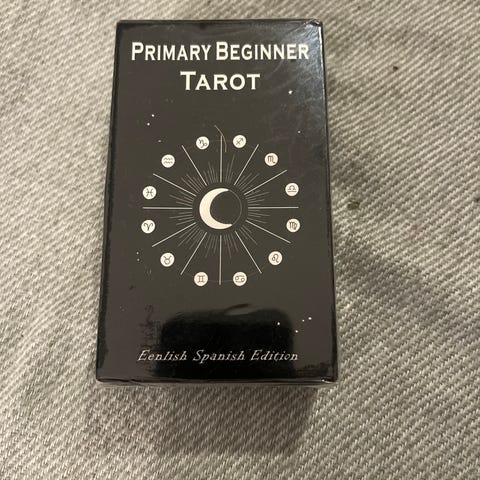 PRIMARY BEGINNER
TAROT
Eenlish Spanish Edition